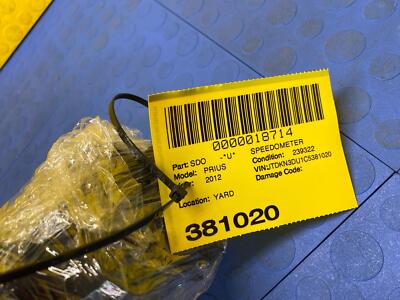 0000018714
Part: SDO -"U" SPEEDOMETER
Model: PRIUS Condition: 239322
2012 VIN:JTDKN3DU1C5381020
Damage Code:
Location: YARD
381020